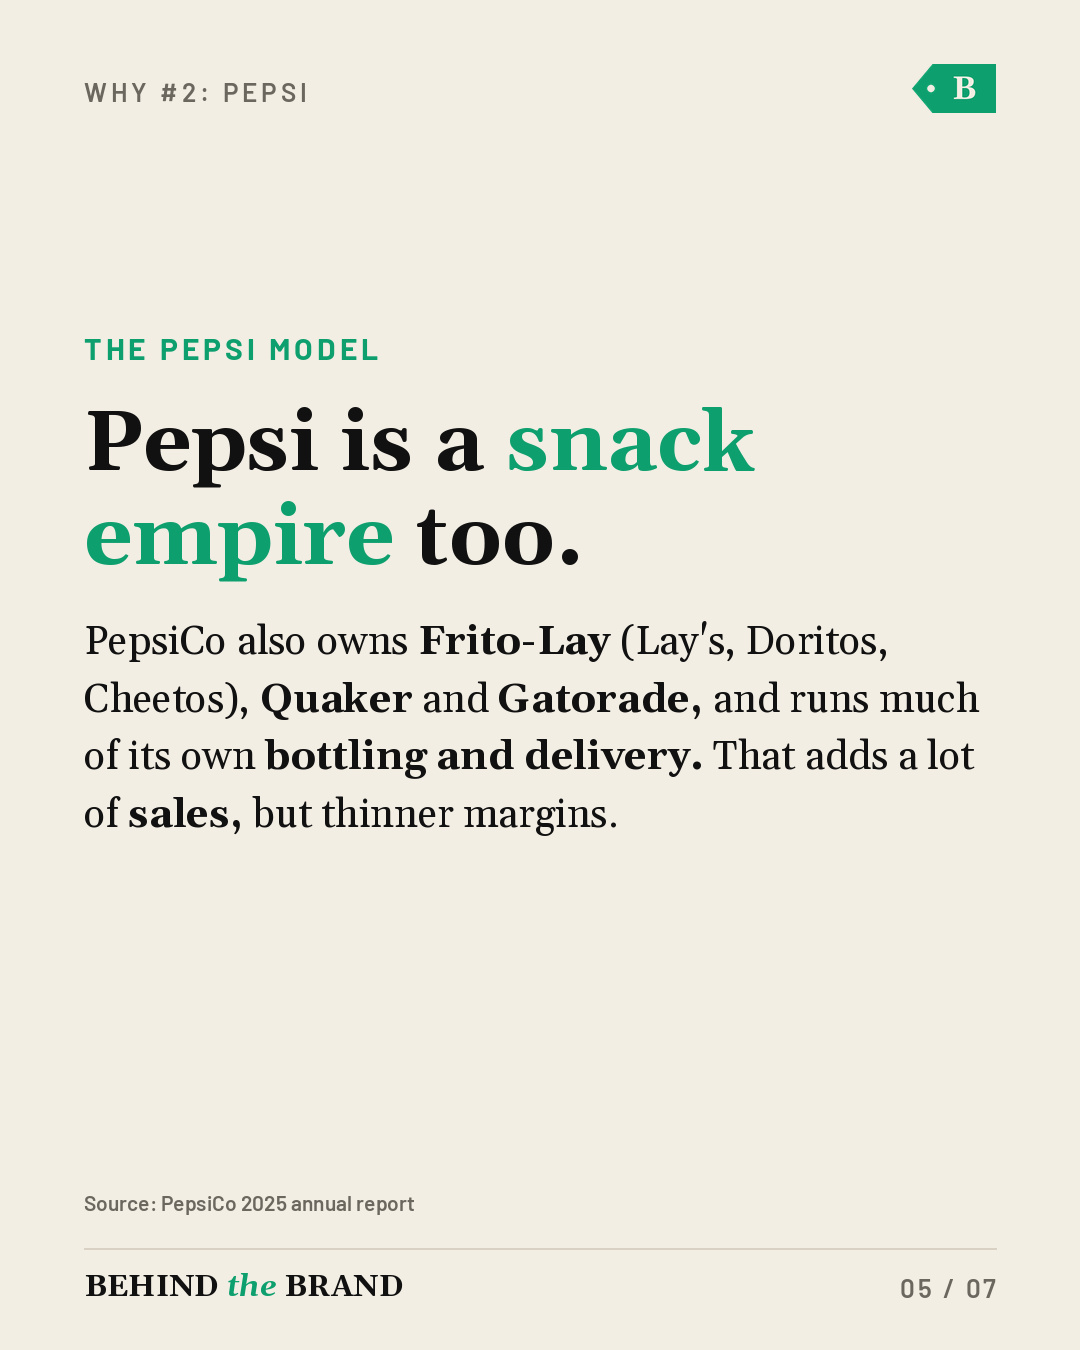 WHY #2: PEPSI
B
THE PEPSI MODEL
Pepsi is a snack
empire too.
PepsiCo also owns Frito-Lay (Lay's, Doritos,
Cheetos), Quaker and Gatorade, and runs much
of its own bottling and delivery. That adds a lot
of sales, but thinner margins.
Source: PepsiCo 2025 annual report
BEHIND the BRAND
05 / 07